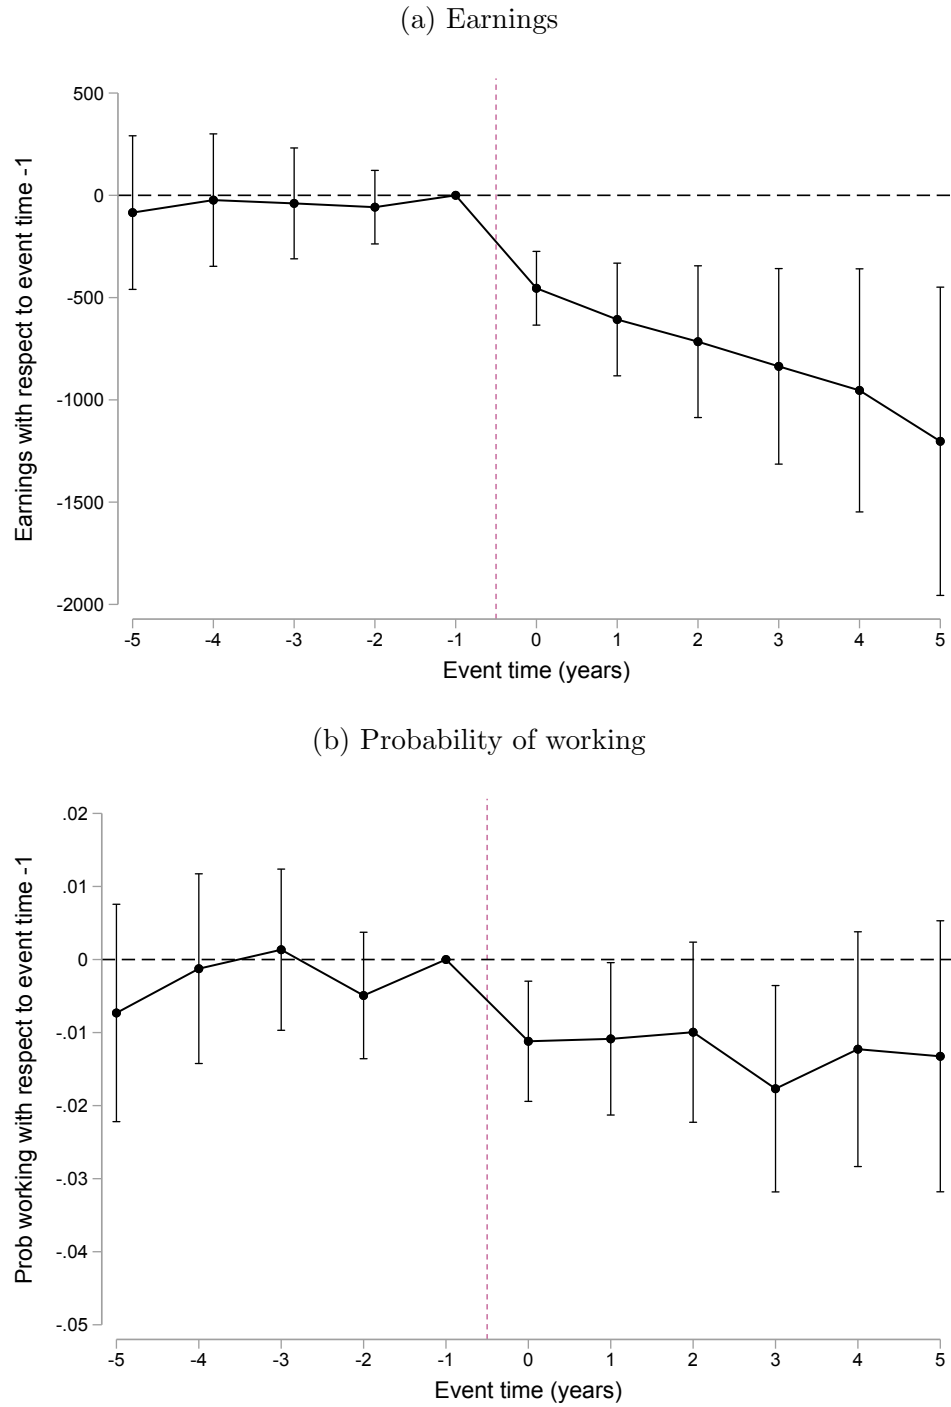 (a) Earnings
Earnings with respect to event time -1
500
0
-500
-1000
-1500
-2000
-5 -4 -3 -2 -1 0 1 2 3 4 5
Event time (years)
(b) Probability of working
Prob working with respect to event time -1
.02
.01
0
-.01
-.02
-.03
-.04
-.05
-5 -4 -3 -2 -1 0 1 2 3 4 5
Event time (years)